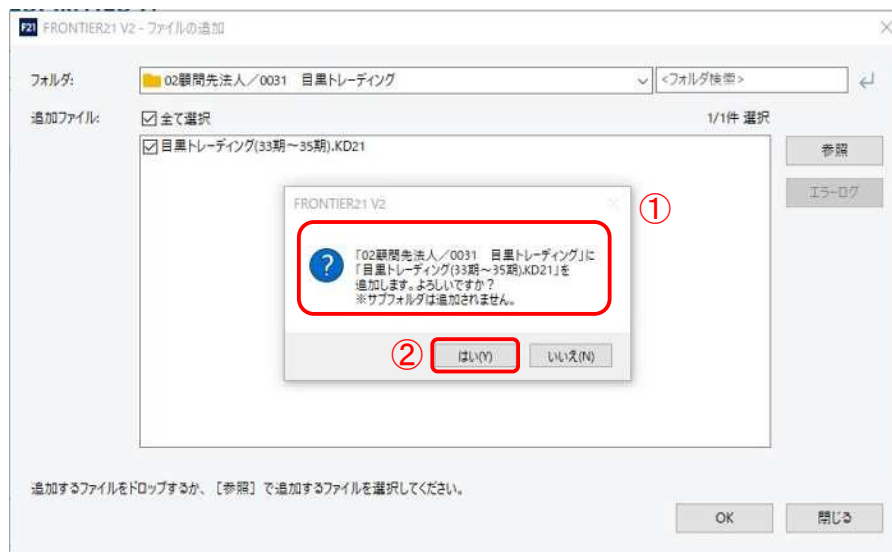 F21 FRONTIER21 V2 - ファイルの追加
フォルダ: 02顧問先法人／0031 目黒トレーディング <フォルダ検索>
追加ファイル: 全て選択 1/1件 選択
目黒トレーディング(33期～35期).KD21
参照
エラーログ
FRONTIER21 V2
①
「02顧問先法人／0031 目黒トレーディング」に
「目黒トレーディング(33期～35期).KD21」を
追加します。よろしいですか？
※サブフォルダは追加されません。
② はい(Y) いいえ(N)
追加するファイルをドロップするか、［参照］で追加するファイルを選択してください。
OK 閉じる